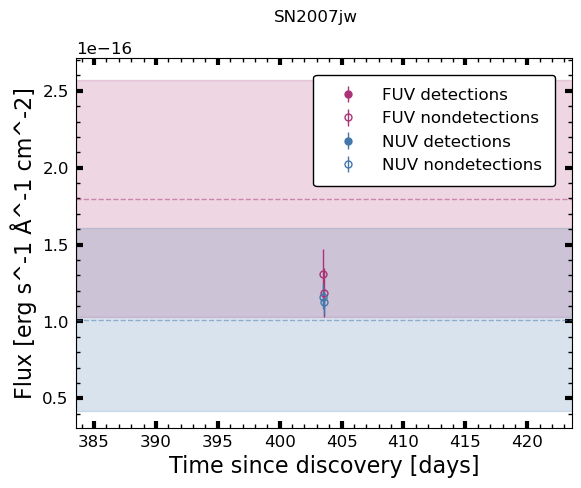 SN2007jw
1e−16
Flux [erg s^-1 Å^-1 cm^-2]
2.5
2.0
1.5
1.0
0.5
FUV detections
FUV nondetections
NUV detections
NUV nondetections
385 390 395 400 405 410 415 420
Time since discovery [days]